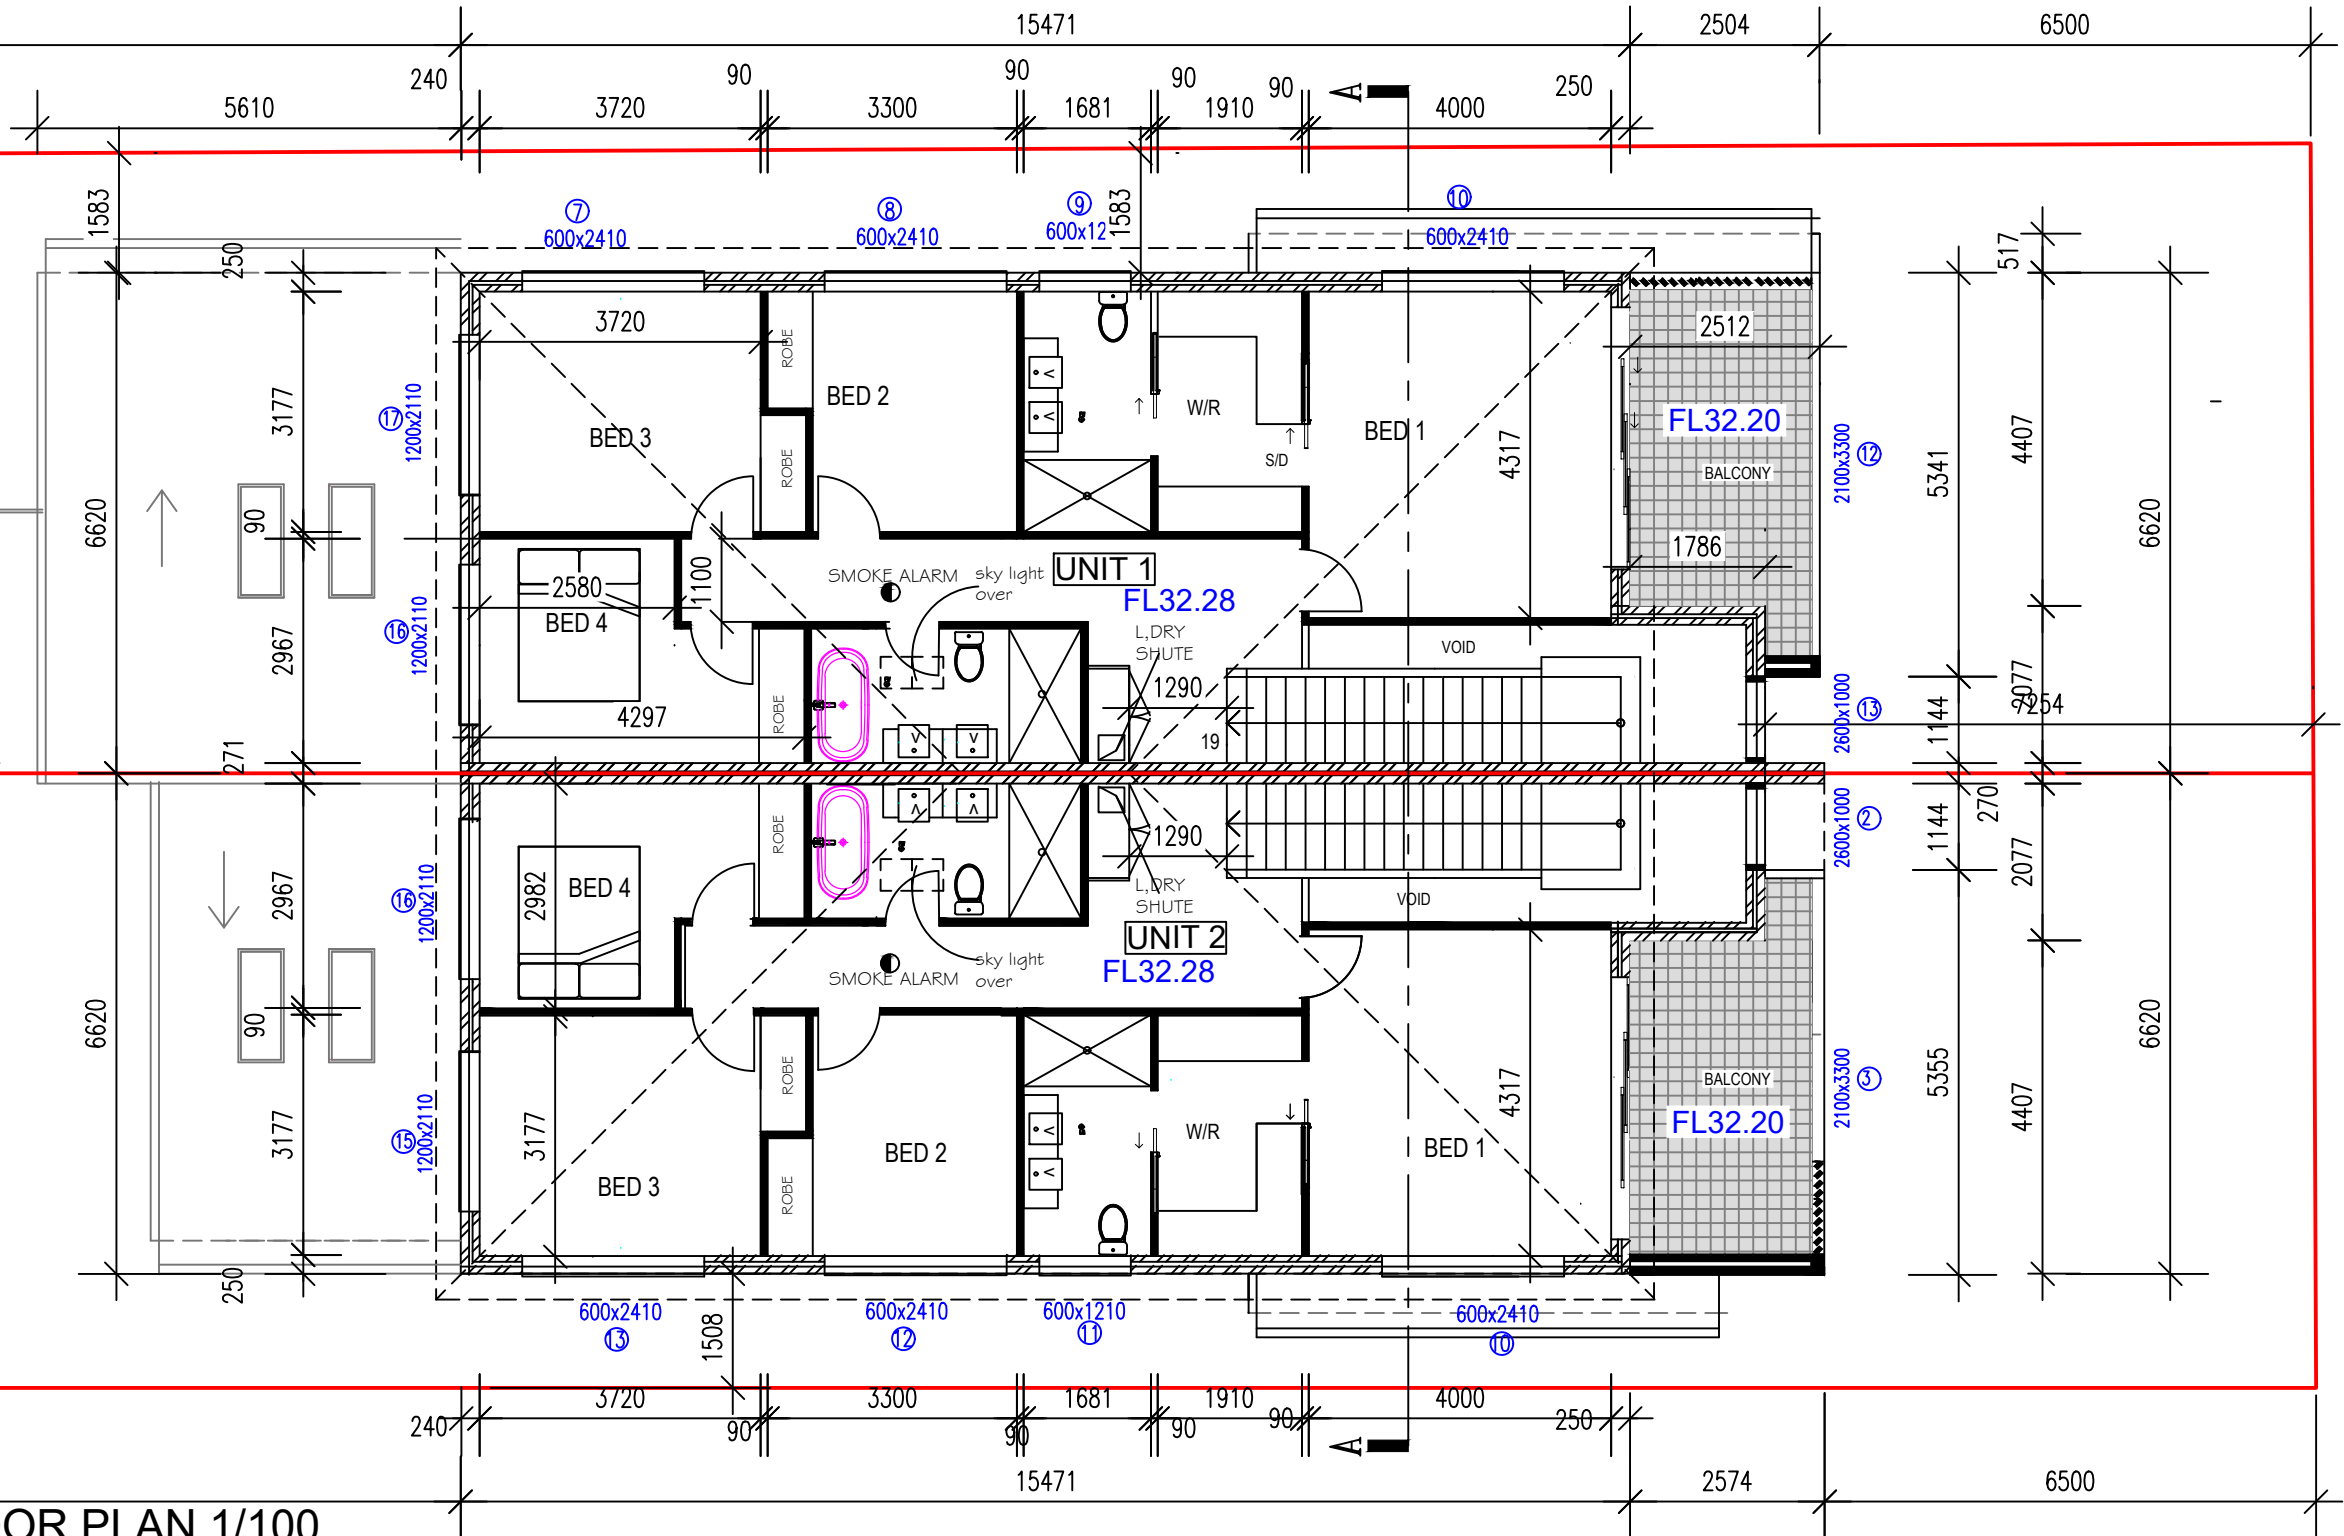 15471
2504
6500
240
90
90
90
90
250
5610
3720
3300
1681
1910
A
4000
1583
250
7
600x2410
8
600x2410
9
600x12
1583
10
600x2410
517
3720
ROBE
2512
BED 2
3177
17
1200x2110
BED 3
ROBE
W/R
S/D
BED 1
4317
FL32.20
BALCONY
2100x3300
12
5341
4407
6620
90
6620
1786
1100
SMOKE ALARM
sky light
over
UNIT 1
FL32.28
2580
BED 4
16
1200x2110
2967
L,DRY
SHUTE
VOID
1290
4297
ROBE
19
2600x1000
13
1144
2077
7254
271
270
ROBE
1290
2600x1000
2
1144
2077
2982
BED 4
16
1200x2110
2967
L,DRY
SHUTE
VOID
UNIT 2
FL32.28
SMOKE ALARM
sky light
over
90
6620
6620
ROBE
BALCONY
FL32.20
2100x3300
3
5355
4407
4317
3177
15
1200x2110
3177
BED 3
ROBE
BED 2
W/R
BED 1
250
600x2410
13
600x2410
12
600x1210
11
600x2410
10
1508
3720
3300
1681
1910
4000
240
90
90
90
90
A
250
15471
2574
6500
OR PLAN 1/100